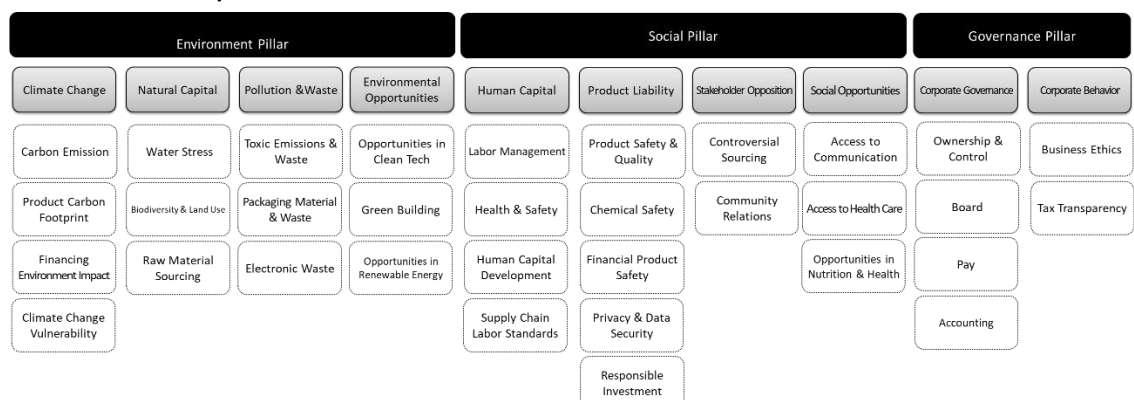 Environment Pillar
Social Pillar
Governance Pillar
Climate Change
Natural Capital
Pollution &Waste
Environmental
Opportunities
Human Capital
Product Liability
Stakeholder Opposition
Social Opportunities
Corporate Governance
Corporate Behavior
Carbon Emission
Product Carbon
Footprint
Financing
Environment Impact
Climate Change
Vulnerability
Water Stress
Biodiversity & Land Use
Raw Material
Sourcing
Toxic Emissions &
Waste
Packaging Material
& Waste
Electronic Waste
Opportunities in
Clean Tech
Green Building
Opportunities in
Renewable Energy
Labor Management
Health & Safety
Human Capital
Development
Supply Chain
Labor Standards
Product Safety &
Quality
Chemical Safety
Financial Product
Safety
Privacy & Data
Security
Responsible
Investment
Controversial
Sourcing
Community
Relations
Access to
Communication
Access to Health Care
Opportunities in
Nutrition & Health
Ownership &
Control
Board
Pay
Accounting
Business Ethics
Tax Transparency